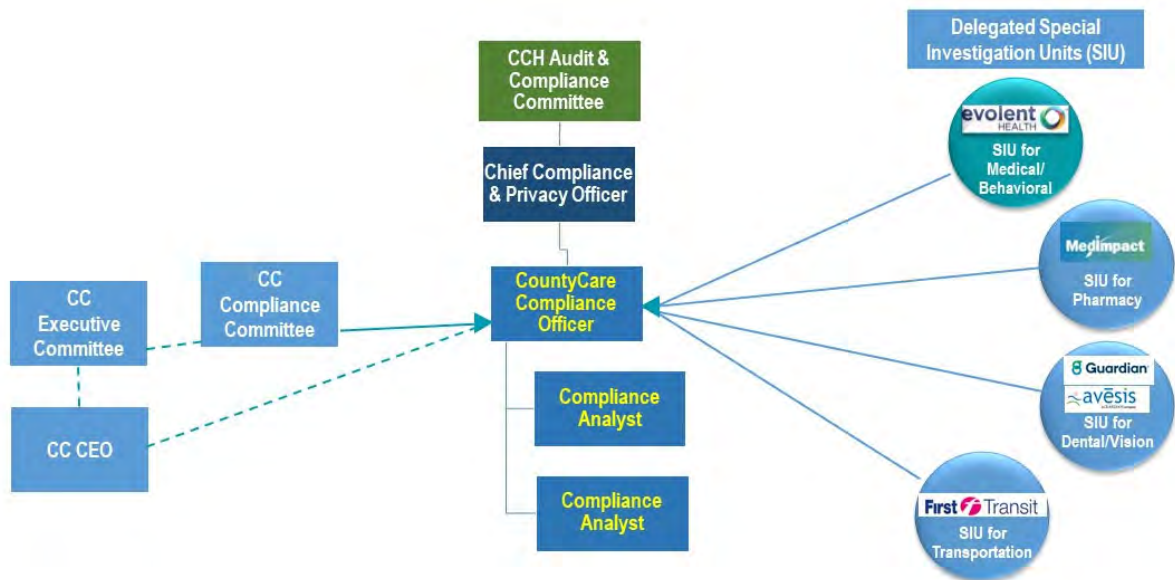 Delegated Special
Investigation Units (SIU)
CCH Audit &
Compliance
Committee
Chief Compliance
& Privacy Officer
CountyCare
Compliance
Officer
CC
Compliance
Committee
CC
Executive
Committee
CC CEO
Compliance
Analyst
Compliance
Analyst
evolent
HEALTH
SIU for
Medical/
Behavioral
Medimpact
SIU for
Pharmacy
Guardian
avēsis
SIU for
Dental/Vision
First Transit
SIU for
Transportation